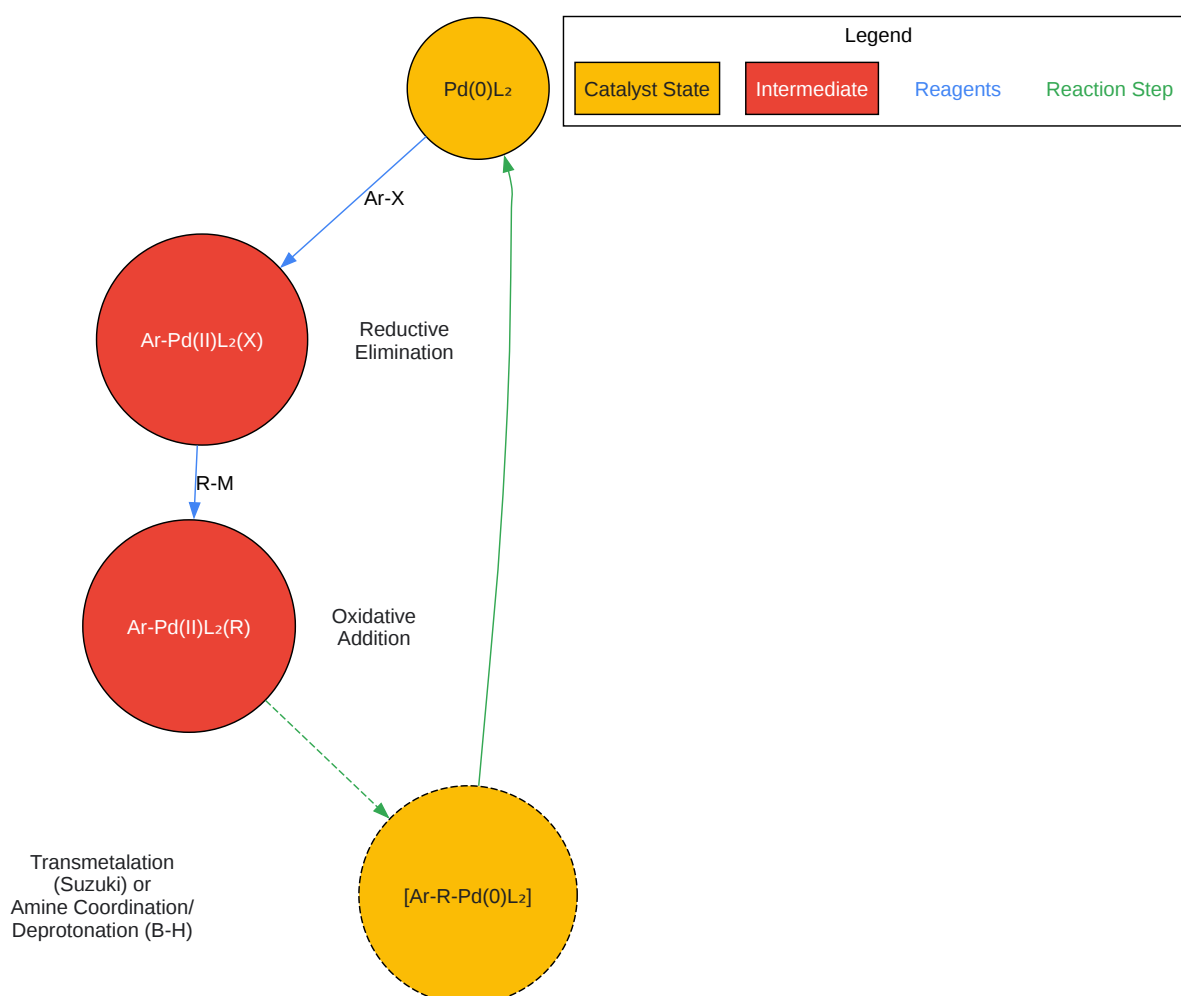 Pd(0)L₂
Legend
Catalyst State
Intermediate
Reagents
Reaction Step
Ar-X
Ar-Pd(II)L₂(X)
Reductive
Elimination
R-M
Ar-Pd(II)L₂(R)
Oxidative
Addition
Transmetalation
(Suzuki) or
Amine Coordination/
Deprotonation (B-H)
[Ar-R-Pd(0)L₂]